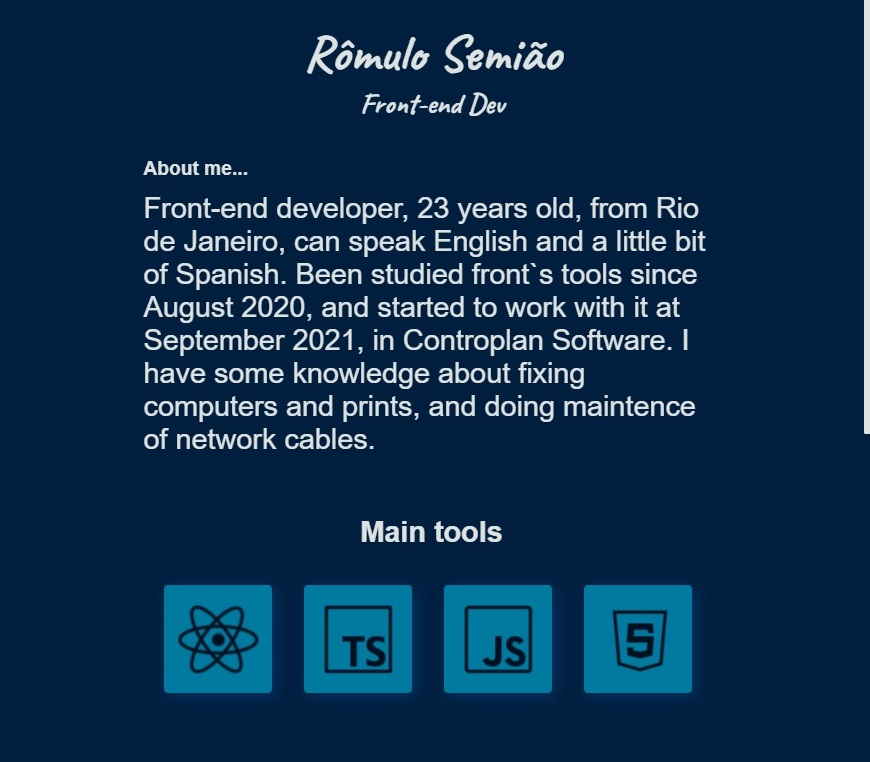 Rômulo Semião
Front-end Dev
About me...
Front-end developer, 23 years old, from Rio
de Janeiro, can speak English and a little bit
of Spanish. Been studied front`s tools since
August 2020, and started to work with it at
September 2021, in Controplan Software. I
have some knowledge about fixing
computers and prints, and doing maintence
of network cables.
Main tools
TS
JS
5